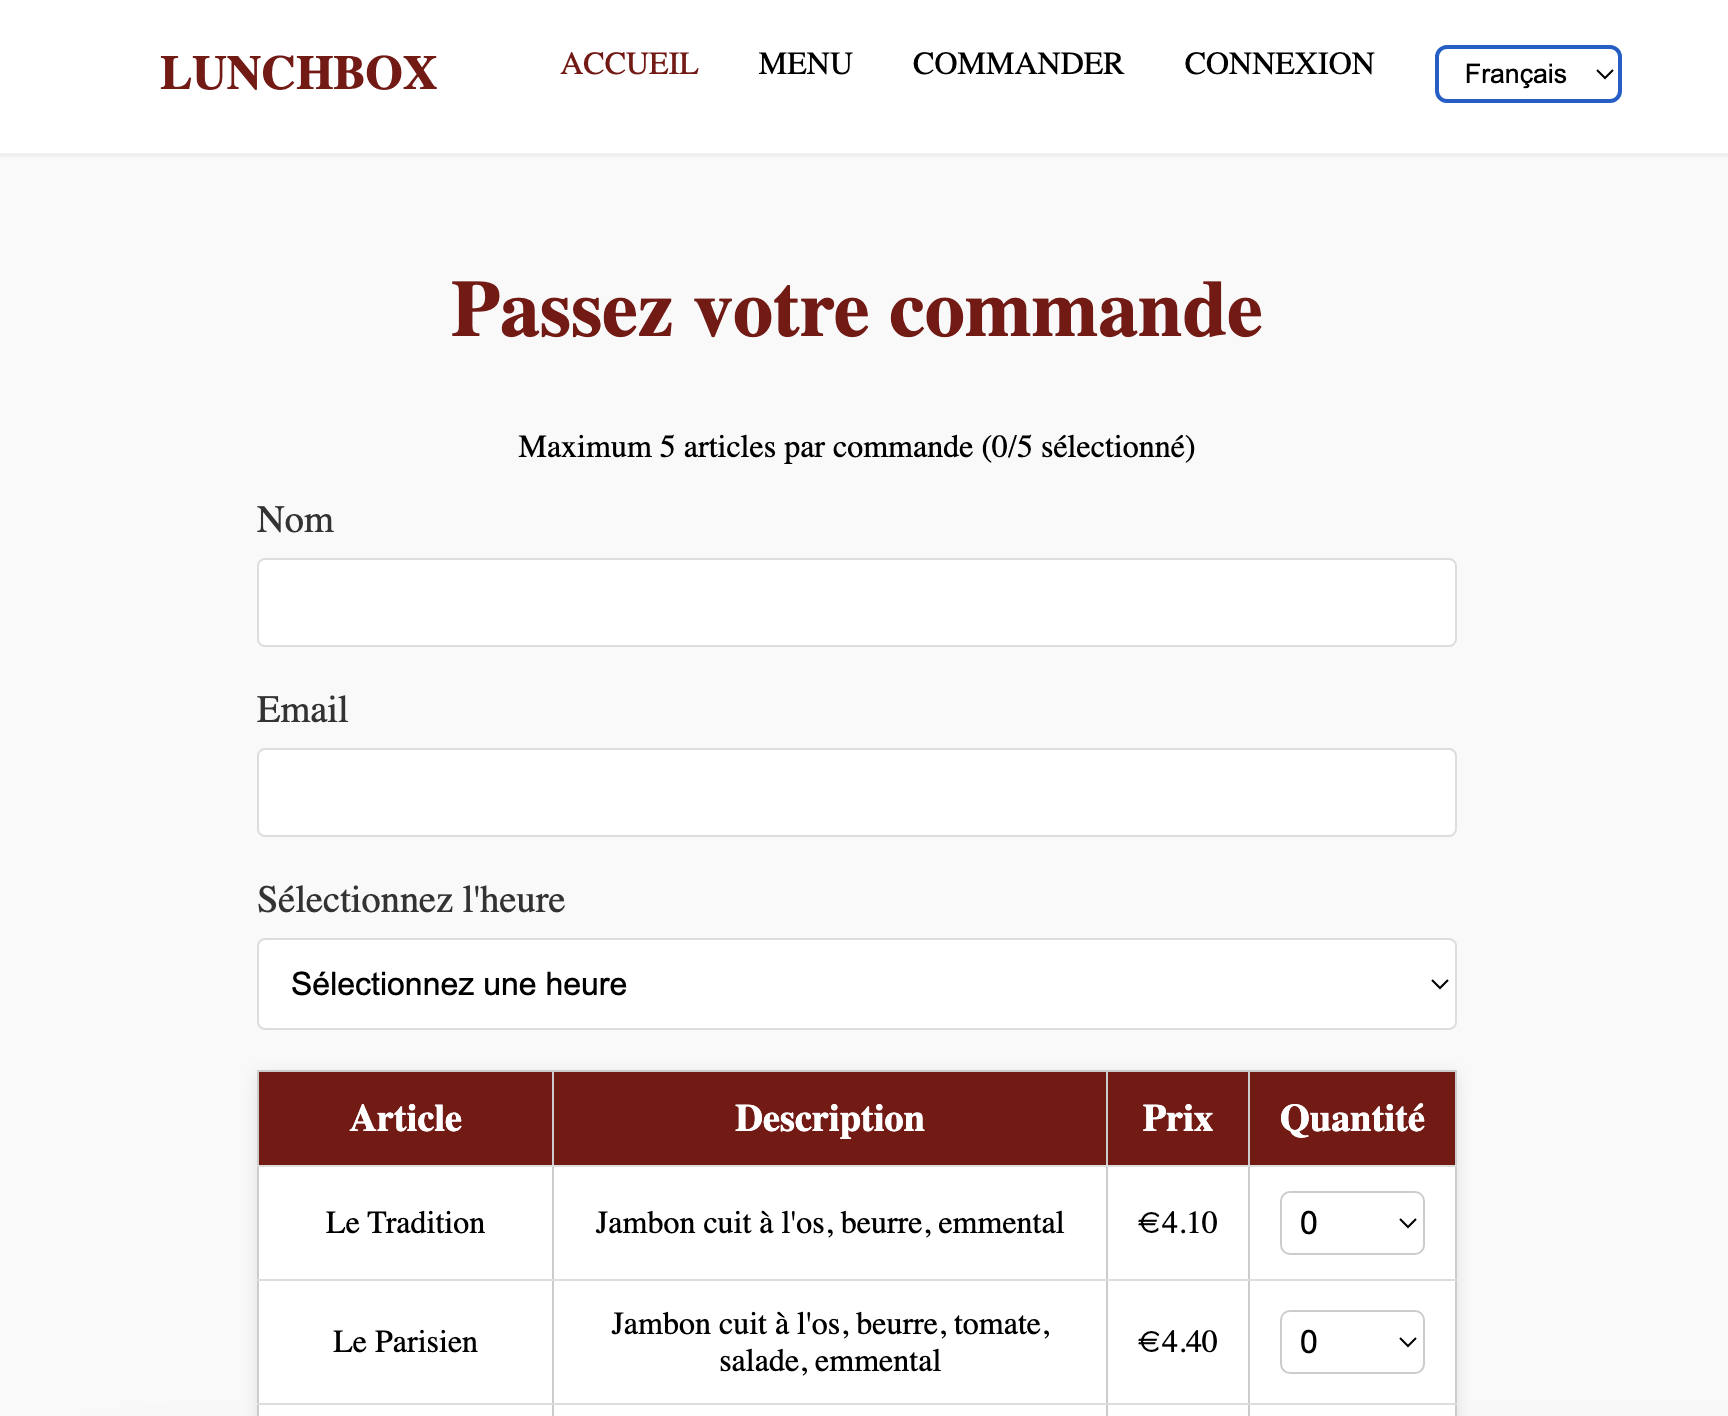 LUNCHBOX
ACCUEIL
MENU
COMMANDER
CONNEXION
Français
Passez votre commande
Maximum 5 articles par commande (0/5 sélectionné)
Nom
Email
Sélectionnez l'heure
Sélectionnez une heure
Article Description Prix Quantité
Le Tradition Jambon cuit à l'os, beurre, emmental €4.10 0
Le Parisien Jambon cuit à l'os, beurre, tomate,
salade, emmental €4.40 0